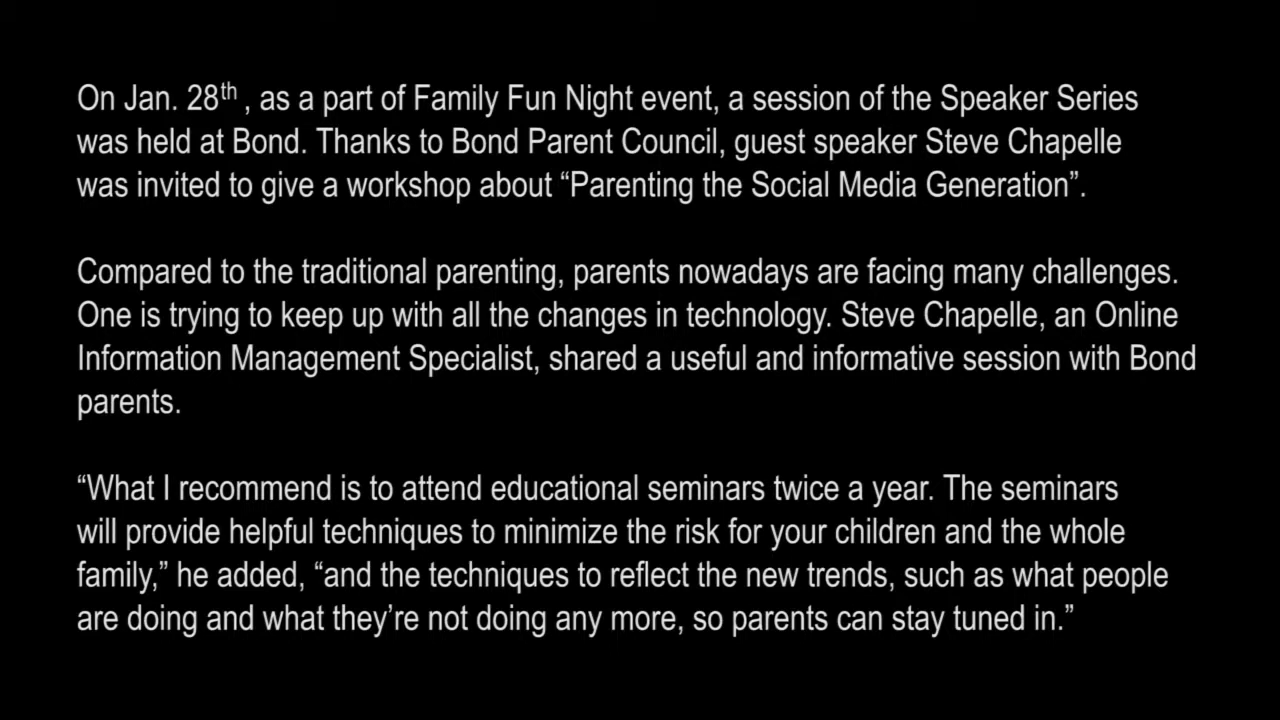 On Jan. 28th , as a part of Family Fun Night event, a session of the Speaker Series
was held at Bond. Thanks to Bond Parent Council, guest speaker Steve Chapelle
was invited to give a workshop about “Parenting the Social Media Generation”.
Compared to the traditional parenting, parents nowadays are facing many challenges.
One is trying to keep up with all the changes in technology. Steve Chapelle, an Online
Information Management Specialist, shared a useful and informative session with Bond
parents.
“What I recommend is to attend educational seminars twice a year. The seminars
will provide helpful techniques to minimize the risk for your children and the whole
family,” he added, “and the techniques to reflect the new trends, such as what people
are doing and what they’re not doing any more, so parents can stay tuned in.”